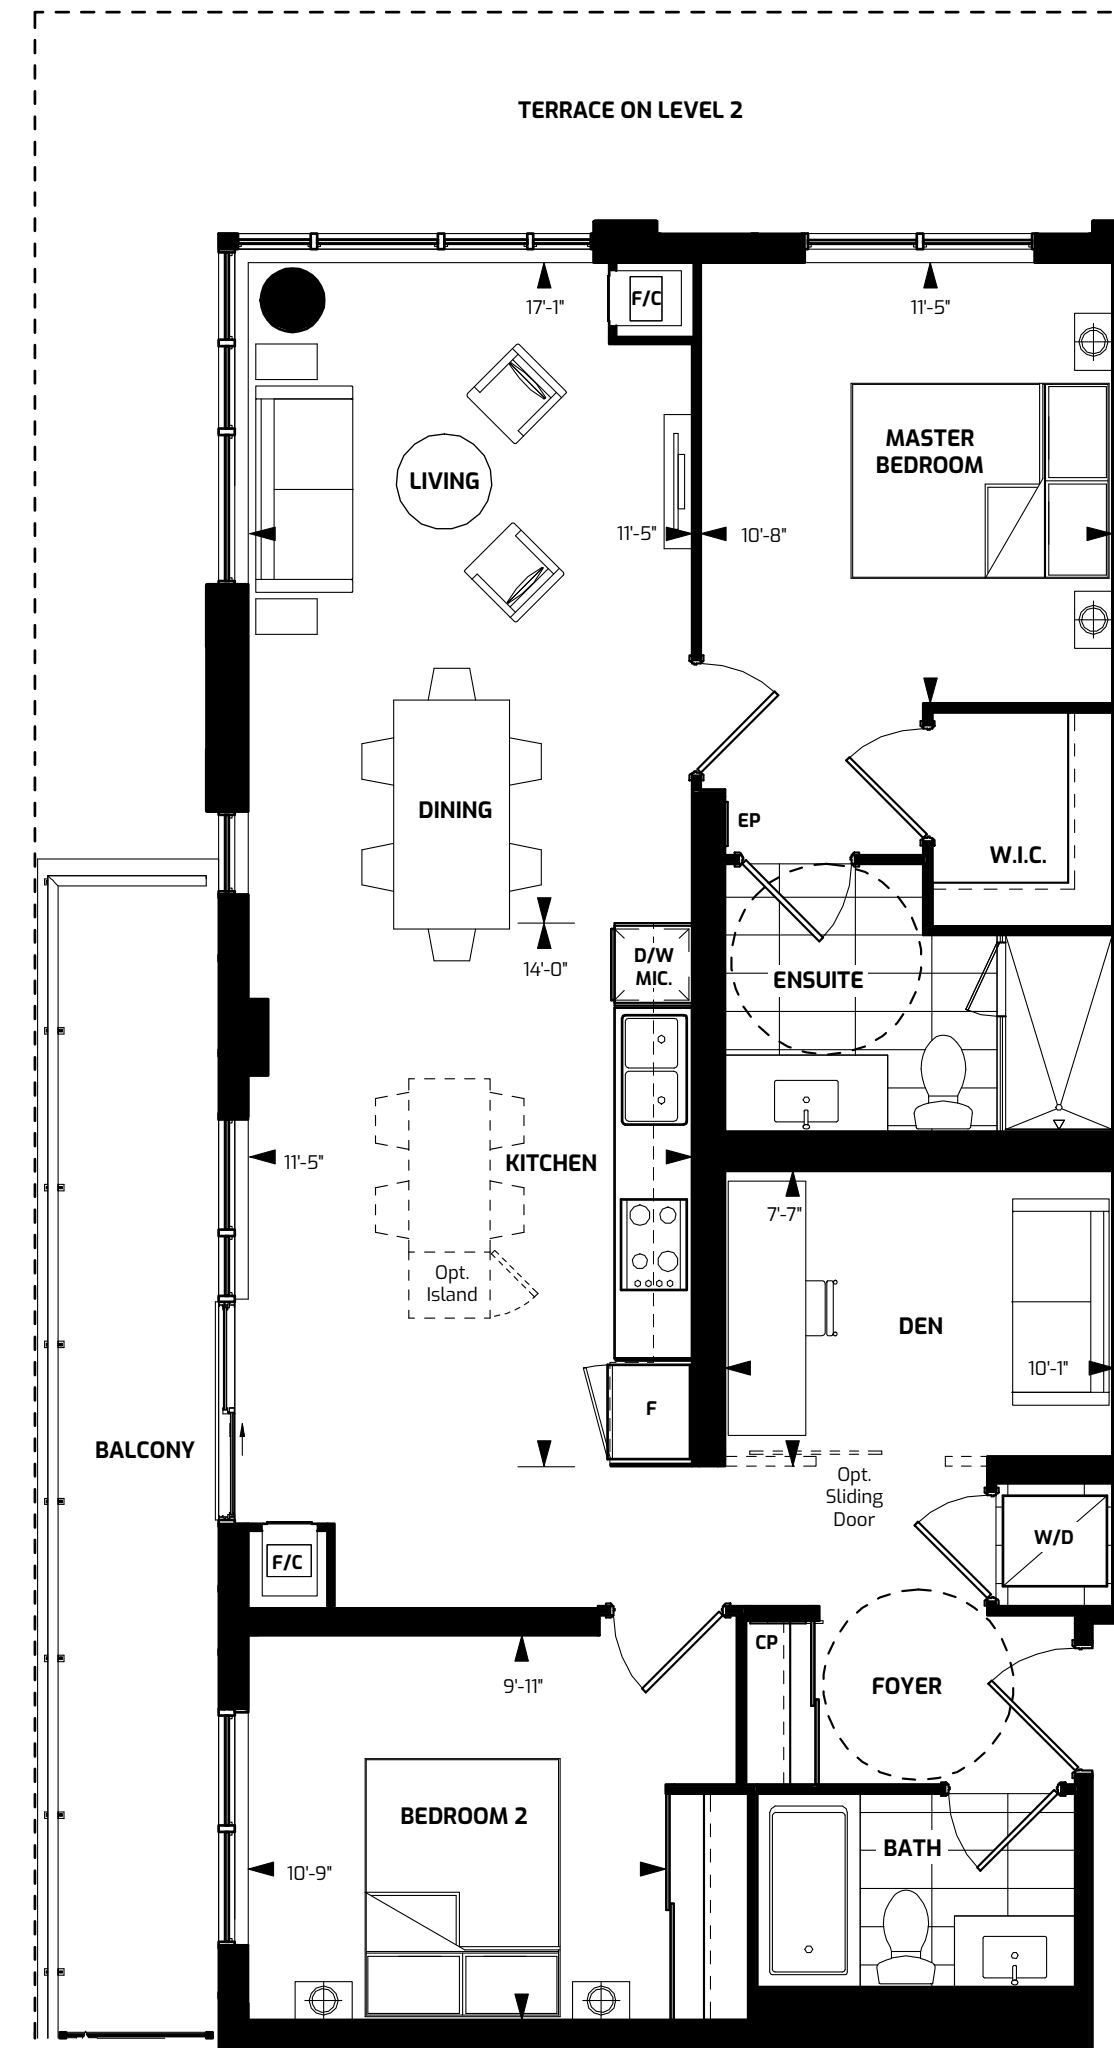 TERRACE ON LEVEL 2
17'-1"
F/C
11'-5"
MASTER
BEDROOM
LIVING
11'-5"
10'-8"
DINING
EP
W.I.C.
14'-0"
D/W
MIC.
ENSUITE
11'-5"
KITCHEN
7'-7"
Opt.
Island
DEN
10'-1"
F
BALCONY
Opt.
Sliding
Door
W/D
F/C
CP
9'-11"
FOYER
BEDROOM 2
BATH
10'-9"